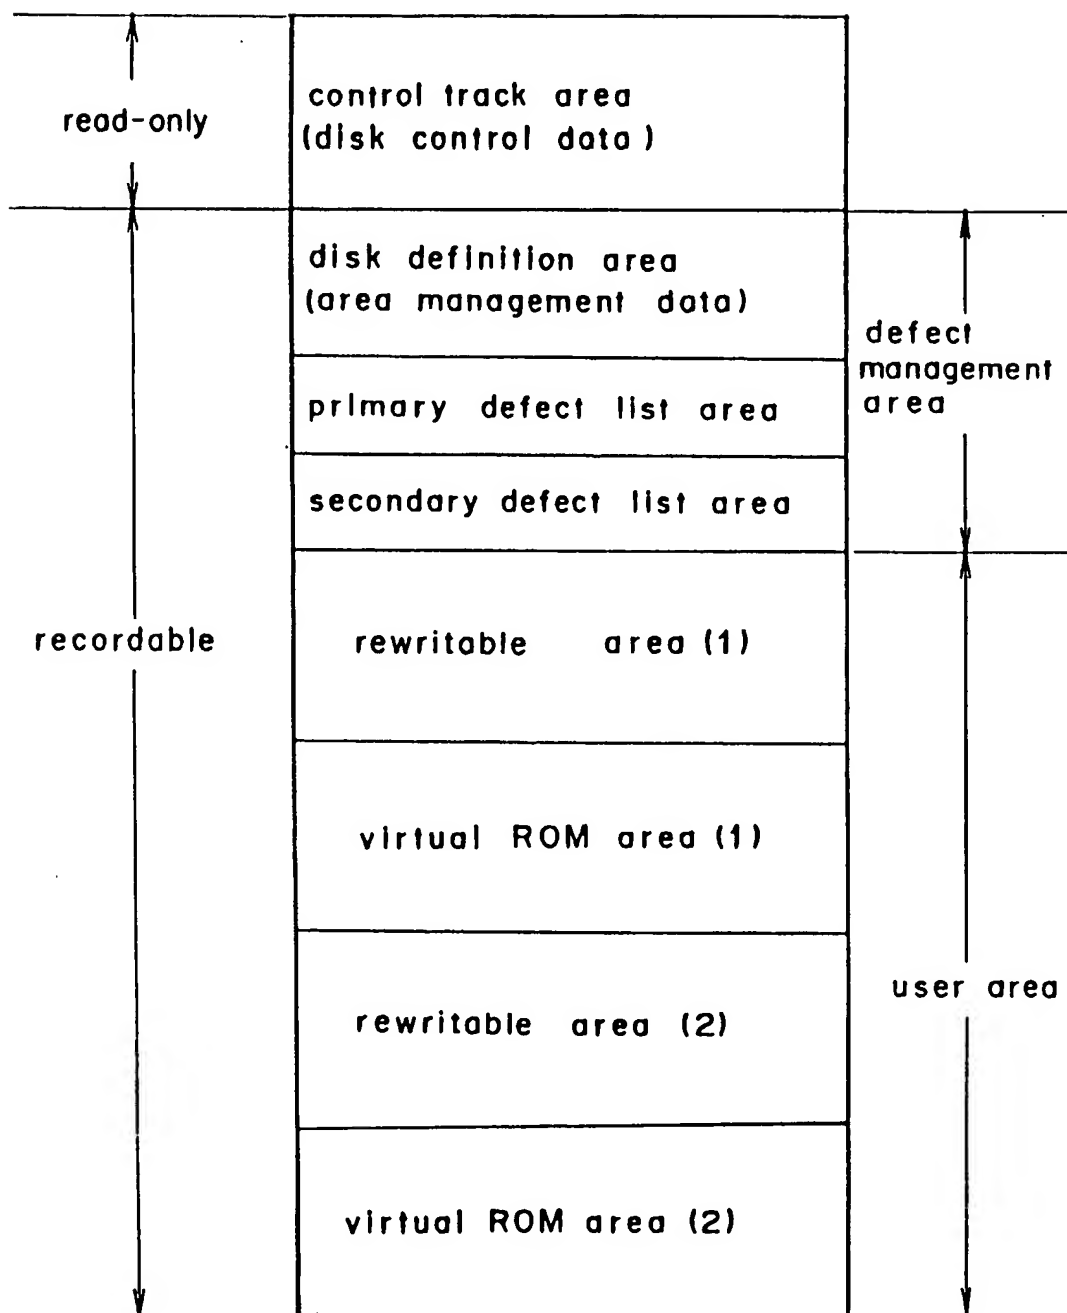 read-only
control track area
(disk control data)
disk definition area
(area management data)
defect
management
area
primary defect list area
secondary defect list area
recordable
rewritable area (1)
virtual ROM area (1)
user area
rewritable area (2)
virtual ROM area (2)